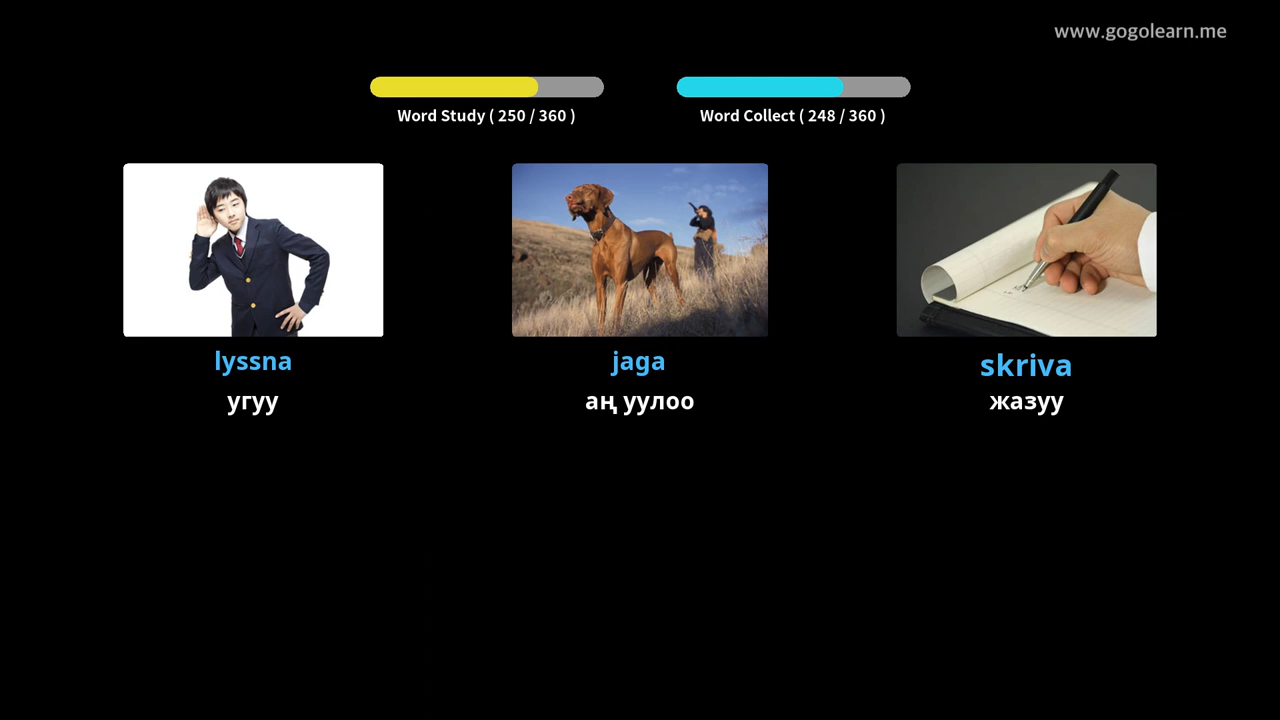 www.gogolearn.me
Word Study ( 250 / 360 )
Word Collect ( 248 / 360 )
lyssna
jaga
skriva
угуу
аң уулоо
жазуу